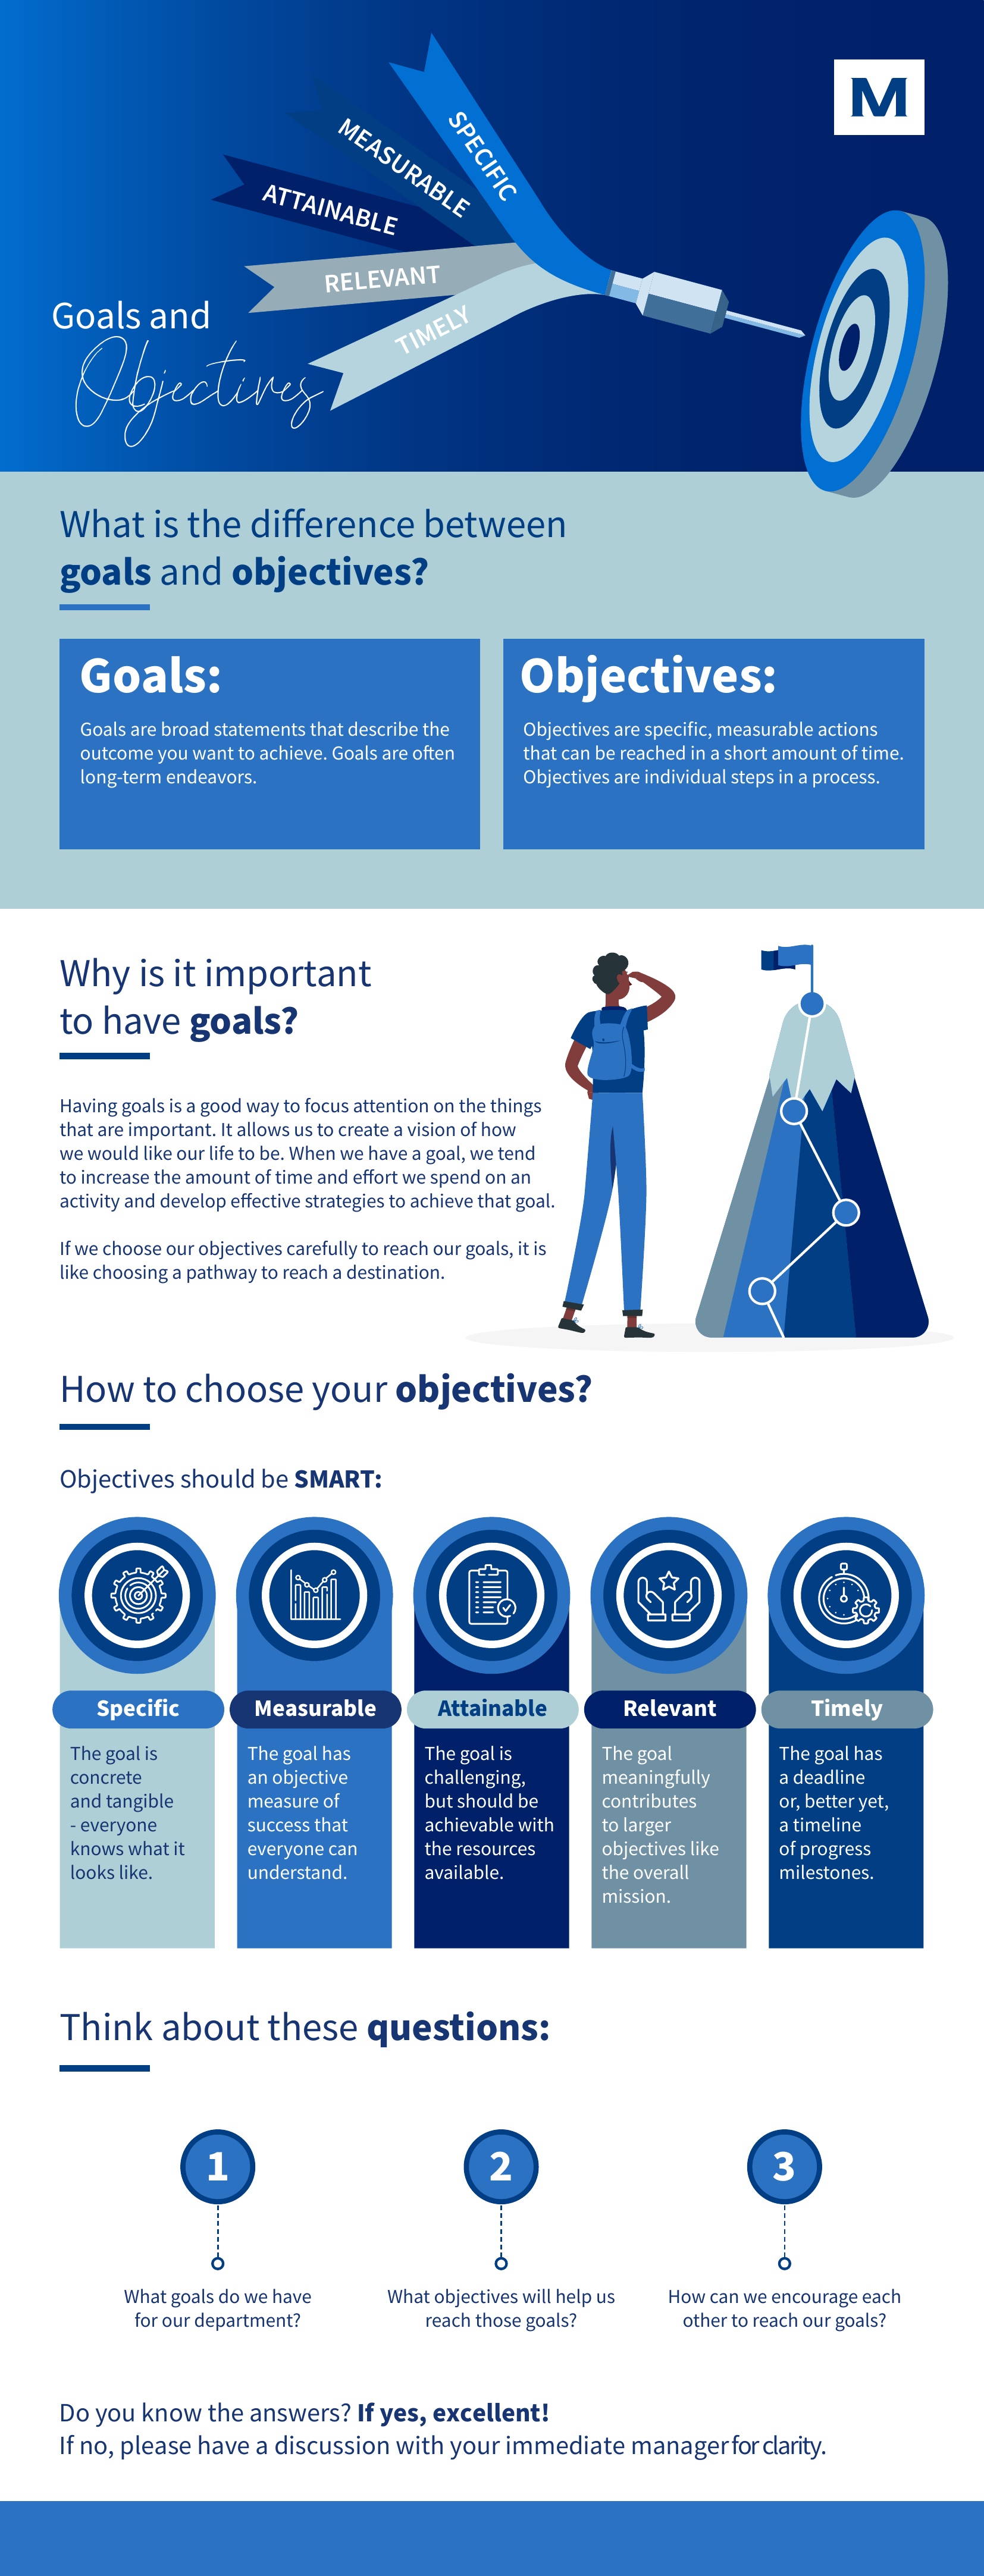 M
SPECIFIC
MEASURABLE
ATTAINABLE
RELEVANT
TIMELY
Goals and
Objectives
What is the difference between
goals and objectives?
Goals:
Goals are broad statements that describe the
outcome you want to achieve. Goals are often
long-term endeavors.
Objectives:
Objectives are specific, measurable actions
that can be reached in a short amount of time.
Objectives are individual steps in a process.
Why is it important
to have goals?
Having goals is a good way to focus attention on the things
that are important. It allows us to create a vision of how
we would like our life to be. When we have a goal, we tend
to increase the amount of time and effort we spend on an
activity and develop effective strategies to achieve that goal.
If we choose our objectives carefully to reach our goals, it is
like choosing a pathway to reach a destination.
How to choose your objectives?
Objectives should be SMART:
Specific
The goal is
concrete
and tangible
- everyone
knows what it
looks like.
Measurable
The goal has
an objective
measure of
success that
everyone can
understand.
Attainable
The goal is
challenging,
but should be
achievable with
the resources
available.
Relevant
The goal
meaningfully
contributes
to larger
objectives like
the overall
mission.
Timely
The goal has
a deadline
or, better yet,
a timeline
of progress
milestones.
Think about these questions:
1
What goals do we have
for our department?
2
What objectives will help us
reach those goals?
3
How can we encourage each
other to reach our goals?
Do you know the answers? If yes, excellent!
If no, please have a discussion with your immediate manager for clarity.